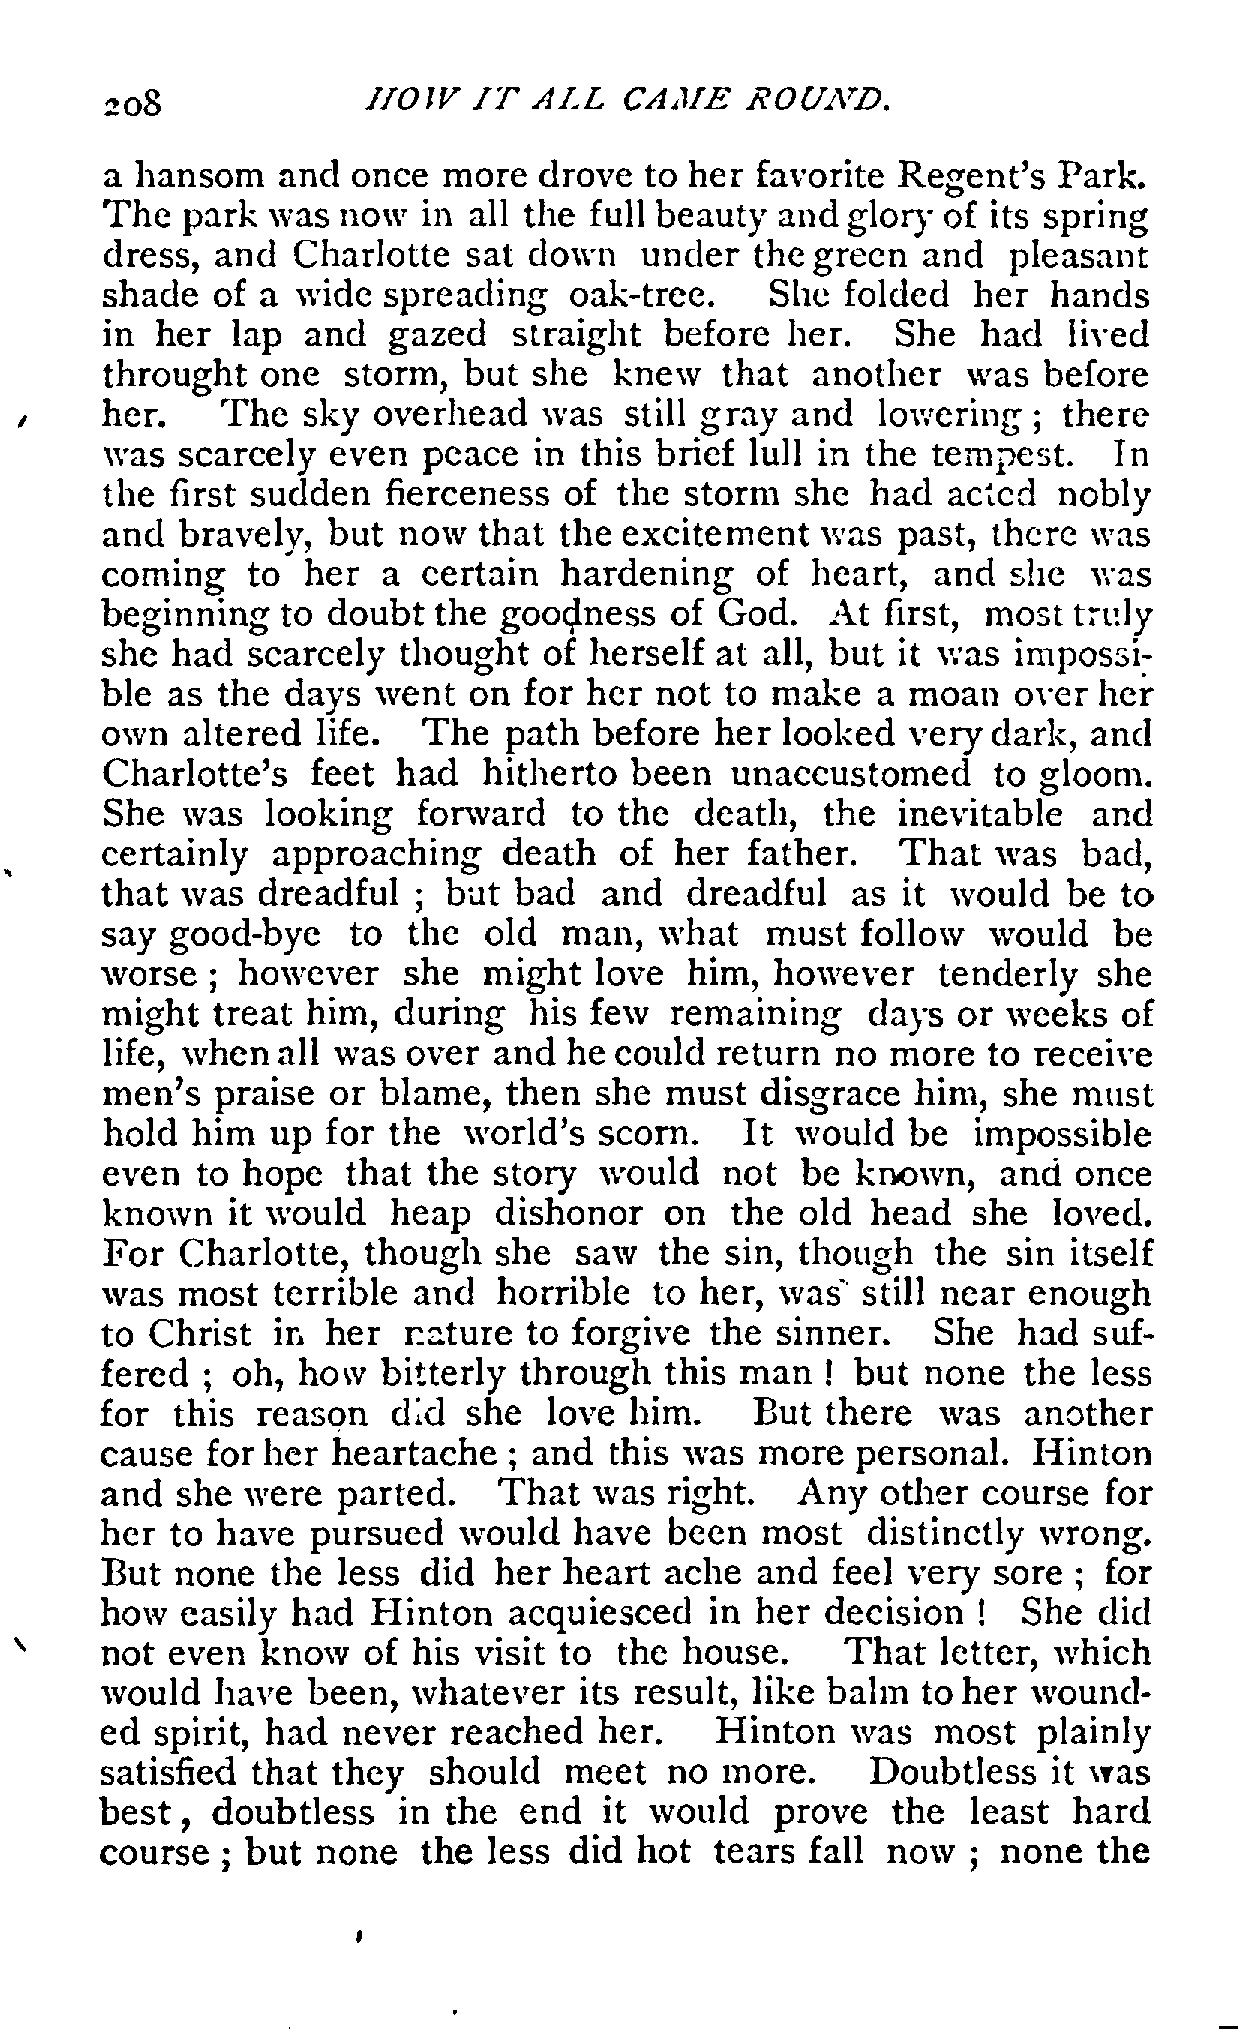 208 HOW IT ALL CAME ROUND.
a hansom and once more drove to her favorite Regent's Park.
The park was now in all the full beauty and glory of its spring
dress, and Charlotte sat down under the green and pleasant
shade of a wide spreading oak-tree. She folded her hands
in her lap and gazed straight before her. She had lived
throught one storm, but she knew that another was before
her. The sky overhead was still gray and lowering ; there
was scarcely even peace in this brief lull in the tempest. In
the first sudden fierceness of the storm she had acted nobly
and bravely, but now that the excitement was past, there was
coming to her a certain hardening of heart, and she was
beginning to doubt the goodness of God. At first, most truly
she had scarcely thought of herself at all, but it was impossi-
ble as the days went on for her not to make a moan over her
own altered life. The path before her looked very dark, and
Charlotte's feet had hitherto been unaccustomed to gloom.
She was looking forward to the death, the inevitable and
certainly approaching death of her father. That was bad,
that was dreadful ; but bad and dreadful as it would be to
say good-bye to the old man, what must follow would be
worse ; however she might love him, however tenderly she
might treat him, during his few remaining days or weeks of
life, when all was over and he could return no more to receive
men's praise or blame, then she must disgrace him, she must
hold him up for the world's scorn. It would be impossible
even to hope that the story would not be known, and once
known it would heap dishonor on the old head she loved.
For Charlotte, though she saw the sin, though the sin itself
was most terrible and horrible to her, was still near enough
to Christ in her nature to forgive the sinner. She had suf-
fered ; oh, how bitterly through this man ! but none the less
for this reason did she love him. But there was another
cause for her heartache ; and this was more personal. Hinton
and she were parted. That was right. Any other course for
her to have pursued would have been most distinctly wrong.
But none the less did her heart ache and feel very sore ; for
how easily had Hinton acquiesced in her decision ! She did
not even know of his visit to the house. That letter, which
would have been, whatever its result, like balm to her wound-
ed spirit, had never reached her. Hinton was most plainly
satisfied that they should meet no more. Doubtless it was
best , doubtless in the end it would prove the least hard
course ; but none the less did hot tears fall now ; none the